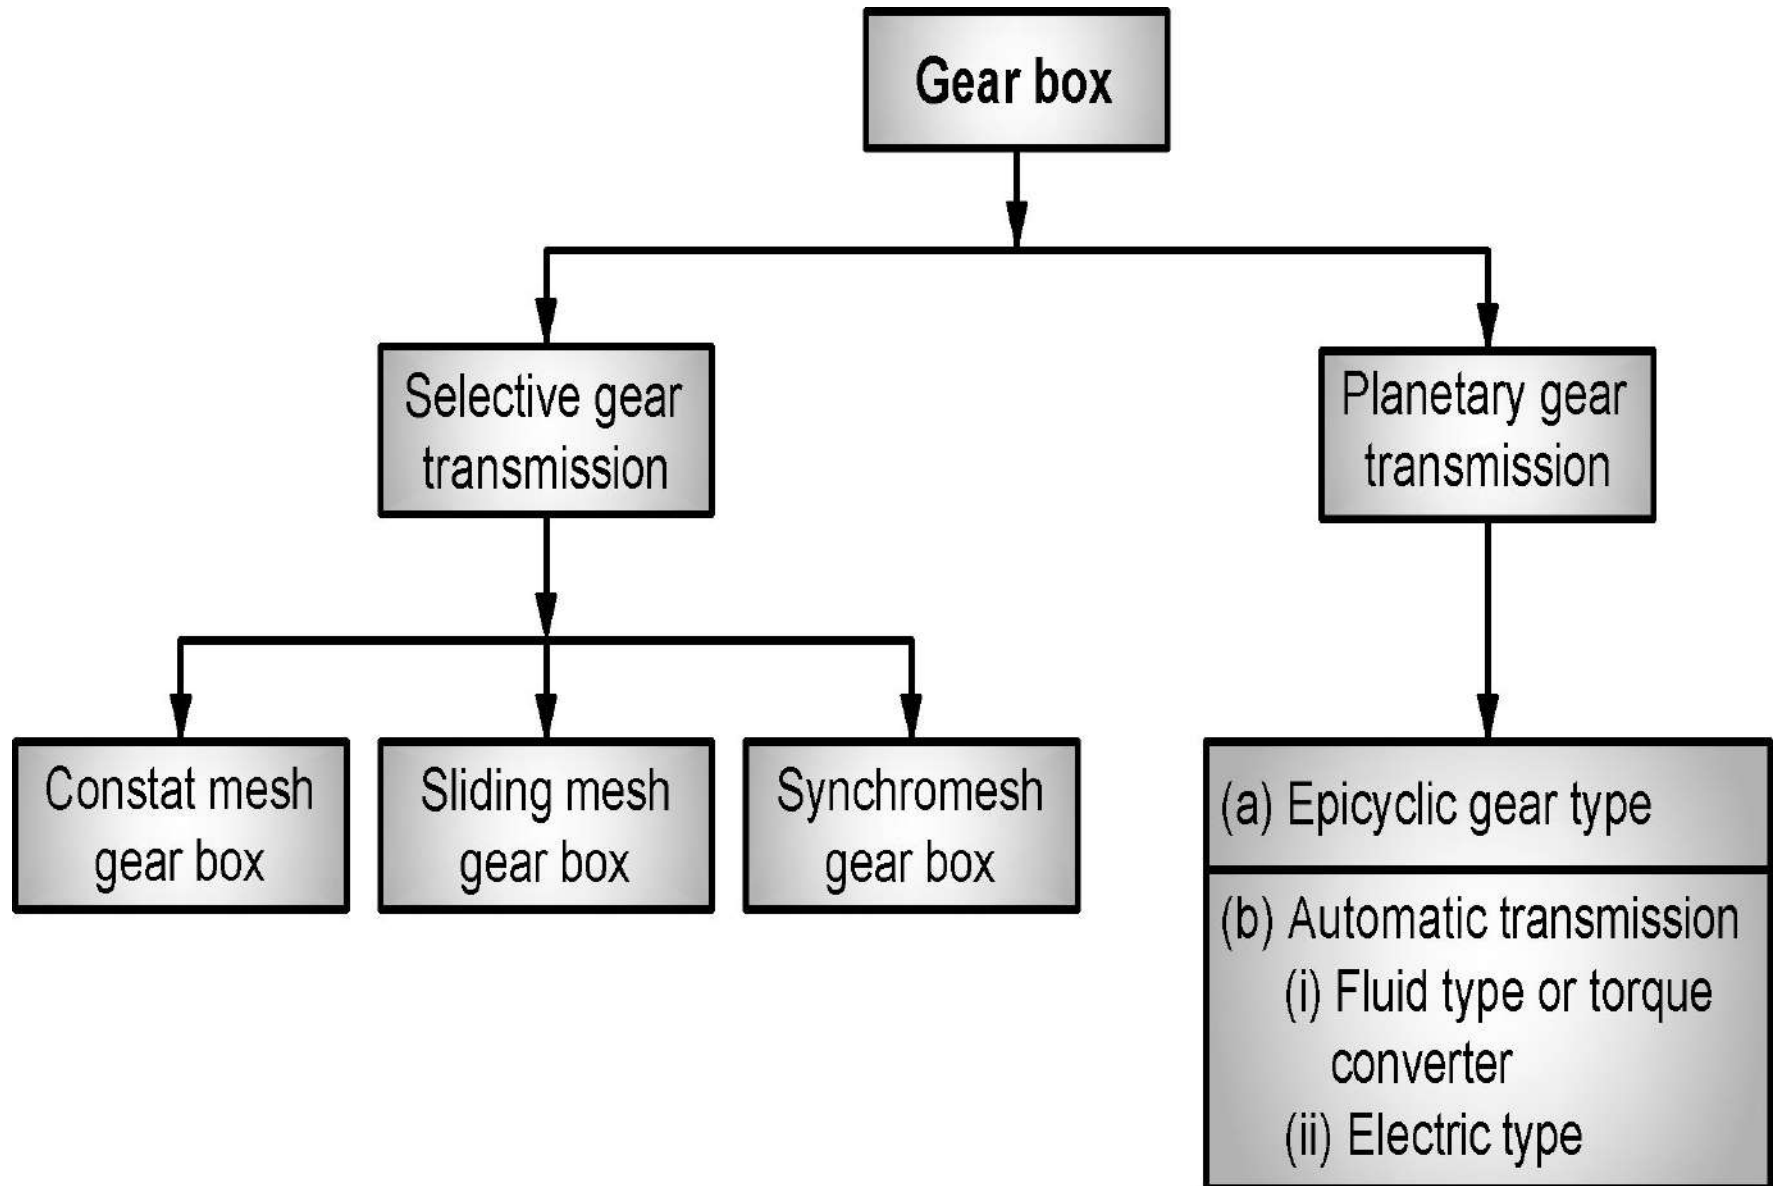 Gear box
Selective gear
transmission
Planetary gear
transmission
Constat mesh
gear box
Sliding mesh
gear box
Synchromesh
gear box
(a) Epicyclic gear type
(b) Automatic transmission
(i) Fluid type or torque
converter
(ii) Electric type